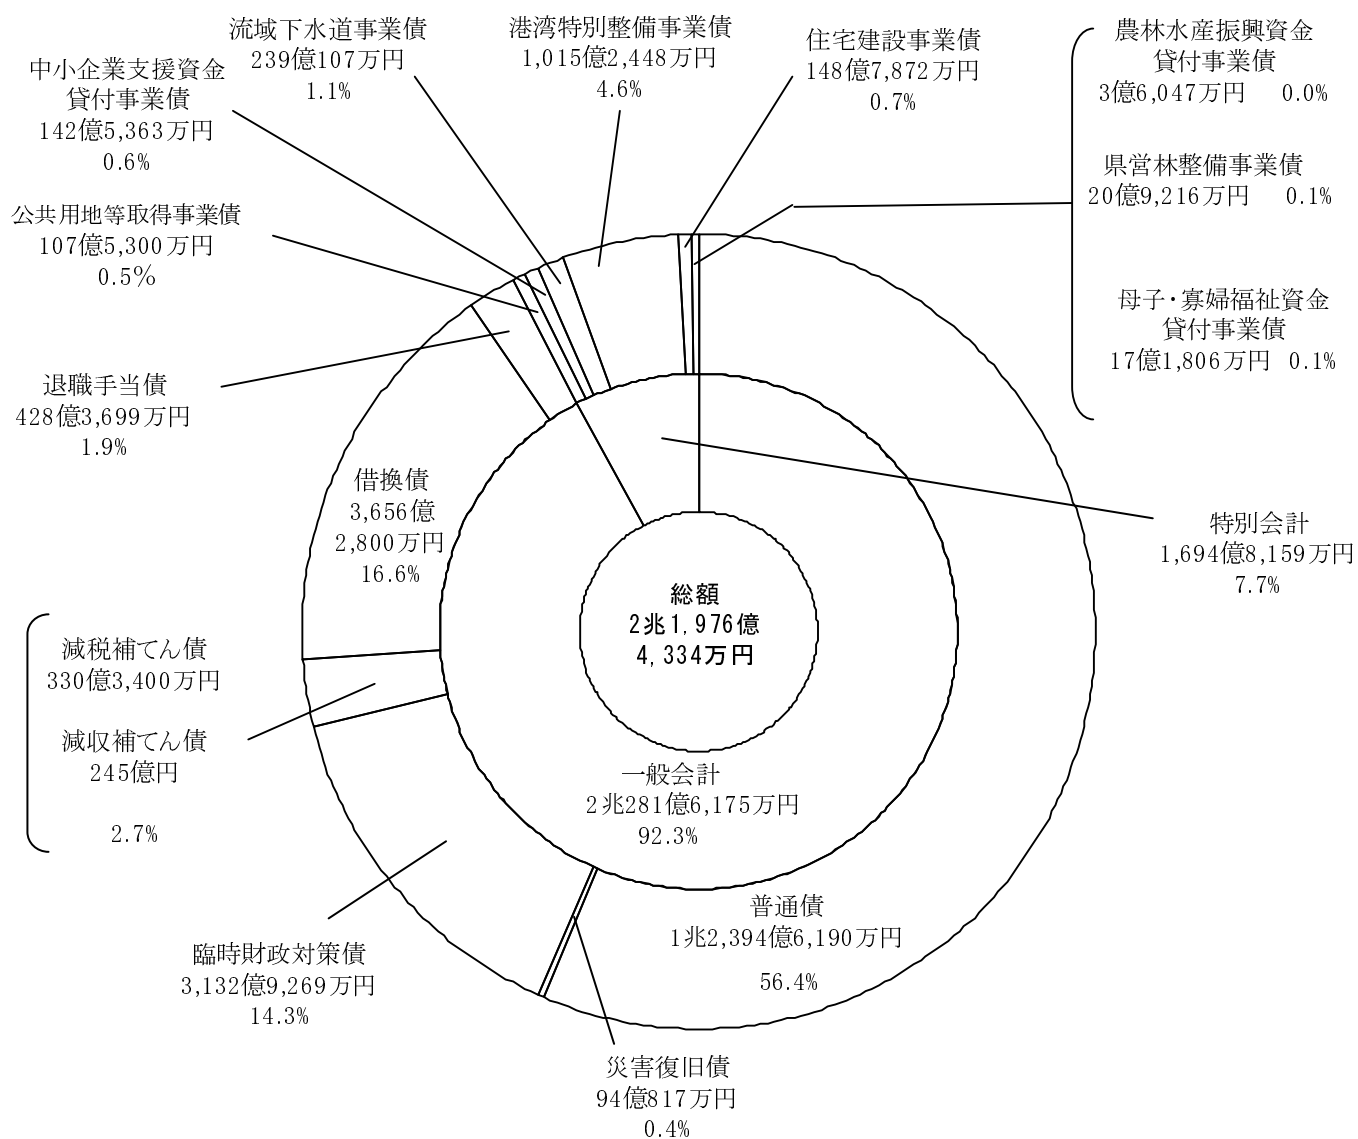 流域下水道事業債
239億107万円
1.1%
港湾特別整備事業債
1,015億2,448万円
4.6%
住宅建設事業債
148億7,872万円
0.7%
農林水産振興資金
貸付事業債
3億6,047万円 0.0%
県営林整備事業債
20億9,216万円 0.1%
母子・寡婦福祉資金
貸付事業債
17億1,806万円 0.1%
中小企業支援資金
貸付事業債
142億5,363万円
0.6%
公共用地等取得事業債
107億5,300万円
0.5%
退職手当債
428億3,699万円
1.9%
借換債
3,656億
2,800万円
16.6%
特別会計
1,694億8,159万円
7.7%
総額
2兆1,976億
4,334万円
減税補てん債
330億3,400万円
減収補てん債
245億円
2.7%
一般会計
2兆281億6,175万円
92.3%
普通債
1兆2,394億6,190万円
56.4%
臨時財政対策債
3,132億9,269万円
14.3%
災害復旧債
94億817万円
0.4%